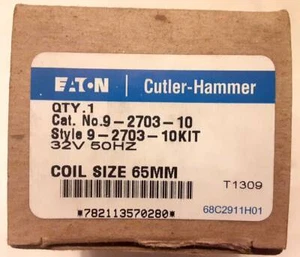 EATON | Cutler-Hammer
QTY.1
Cat. No.9-2703-10
Style 9-2703-10KIT
32V 50HZ
COIL SIZE 65MM
T1309
*782113570280*
68C2911H01